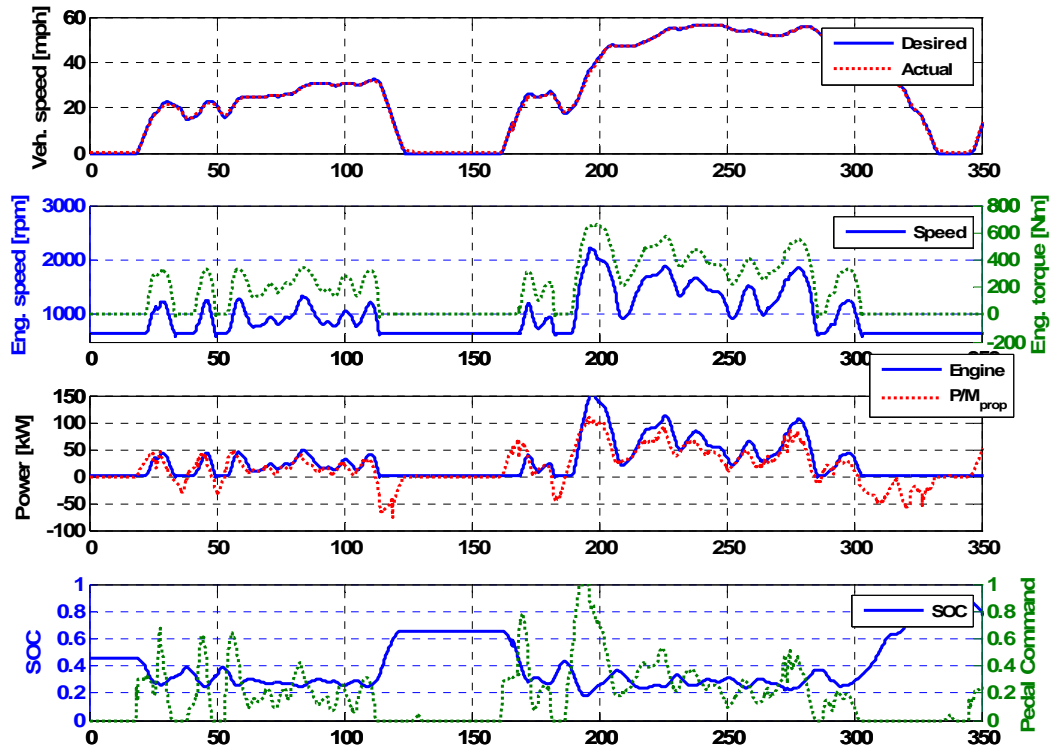 Veh. speed [mph]
60
40
20
0
Desired
Actual
0 50 100 150 200 250 300 350
Eng. speed [rpm]
3000
2000
1000
Speed
800
600
400
200
0
-200
Eng. torque [Nm]
0 50 100 150 200 250 300 350
Power [kW]
150
100
50
0
-50
-100
Engine
P/M prop
0 50 100 150 200 250 300 350
SOC
1
0.8
0.6
0.4
0.2
0
SOC
1
0.8
0.6
0.4
0.2
0
Pedal Command
0 50 100 150 200 250 300 350